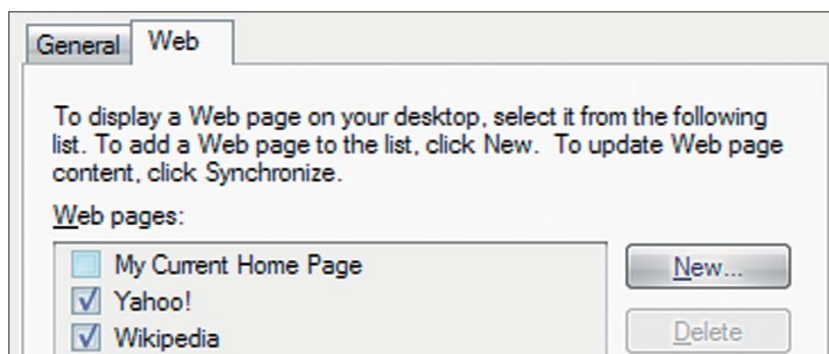 General Web
To display a Web page on your desktop, select it from the following
list. To add a Web page to the list, click New.  To update Web page
content, click Synchronize.
Web pages:
My Current Home Page
New...
Yahoo!
Wikipedia
Delete